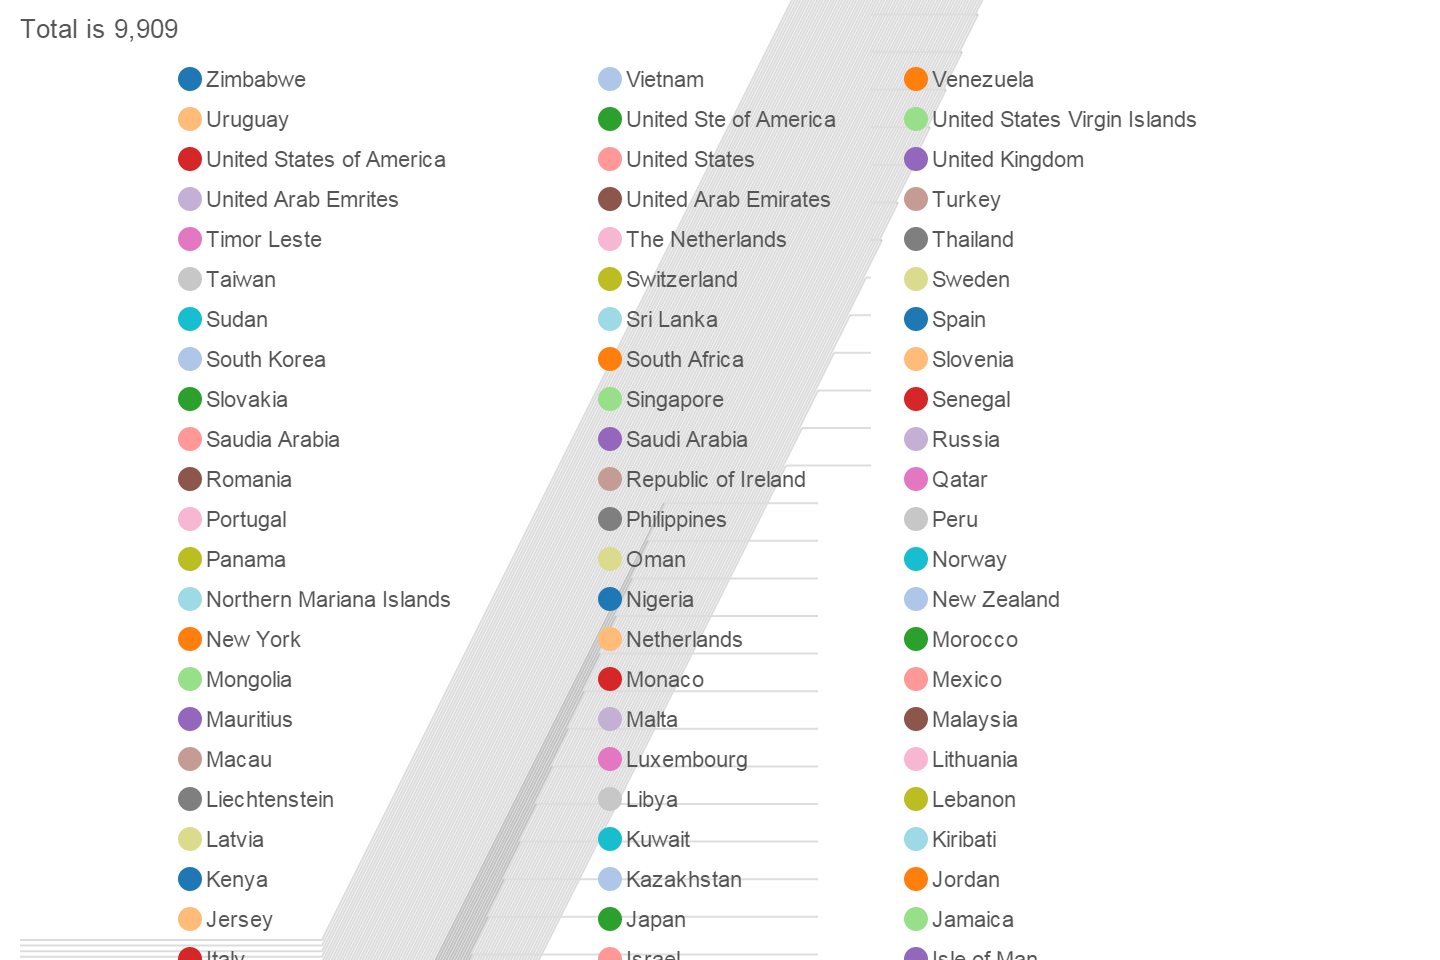 Total is 9,909
Zimbabwe Vietnam Venezuela
Uruguay United Ste of America United States Virgin Islands
United States of America United States United Kingdom
United Arab Emrites United Arab Emirates Turkey
Timor Leste The Netherlands Thailand
Taiwan Switzerland Sweden
Sudan Sri Lanka Spain
South Korea South Africa Slovenia
Slovakia Singapore Senegal
Saudia Arabia Saudi Arabia Russia
Romania Republic of Ireland Qatar
Portugal Philippines Peru
Panama Oman Norway
Northern Mariana Islands Nigeria New Zealand
New York Netherlands Morocco
Mongolia Monaco Mexico
Mauritius Malta Malaysia
Macau Luxembourg Lithuania
Liechtenstein Libya Lebanon
Latvia Kuwait Kiribati
Kenya Kazakhstan Jordan
Jersey Japan Jamaica
Italy Israel Isle of Man